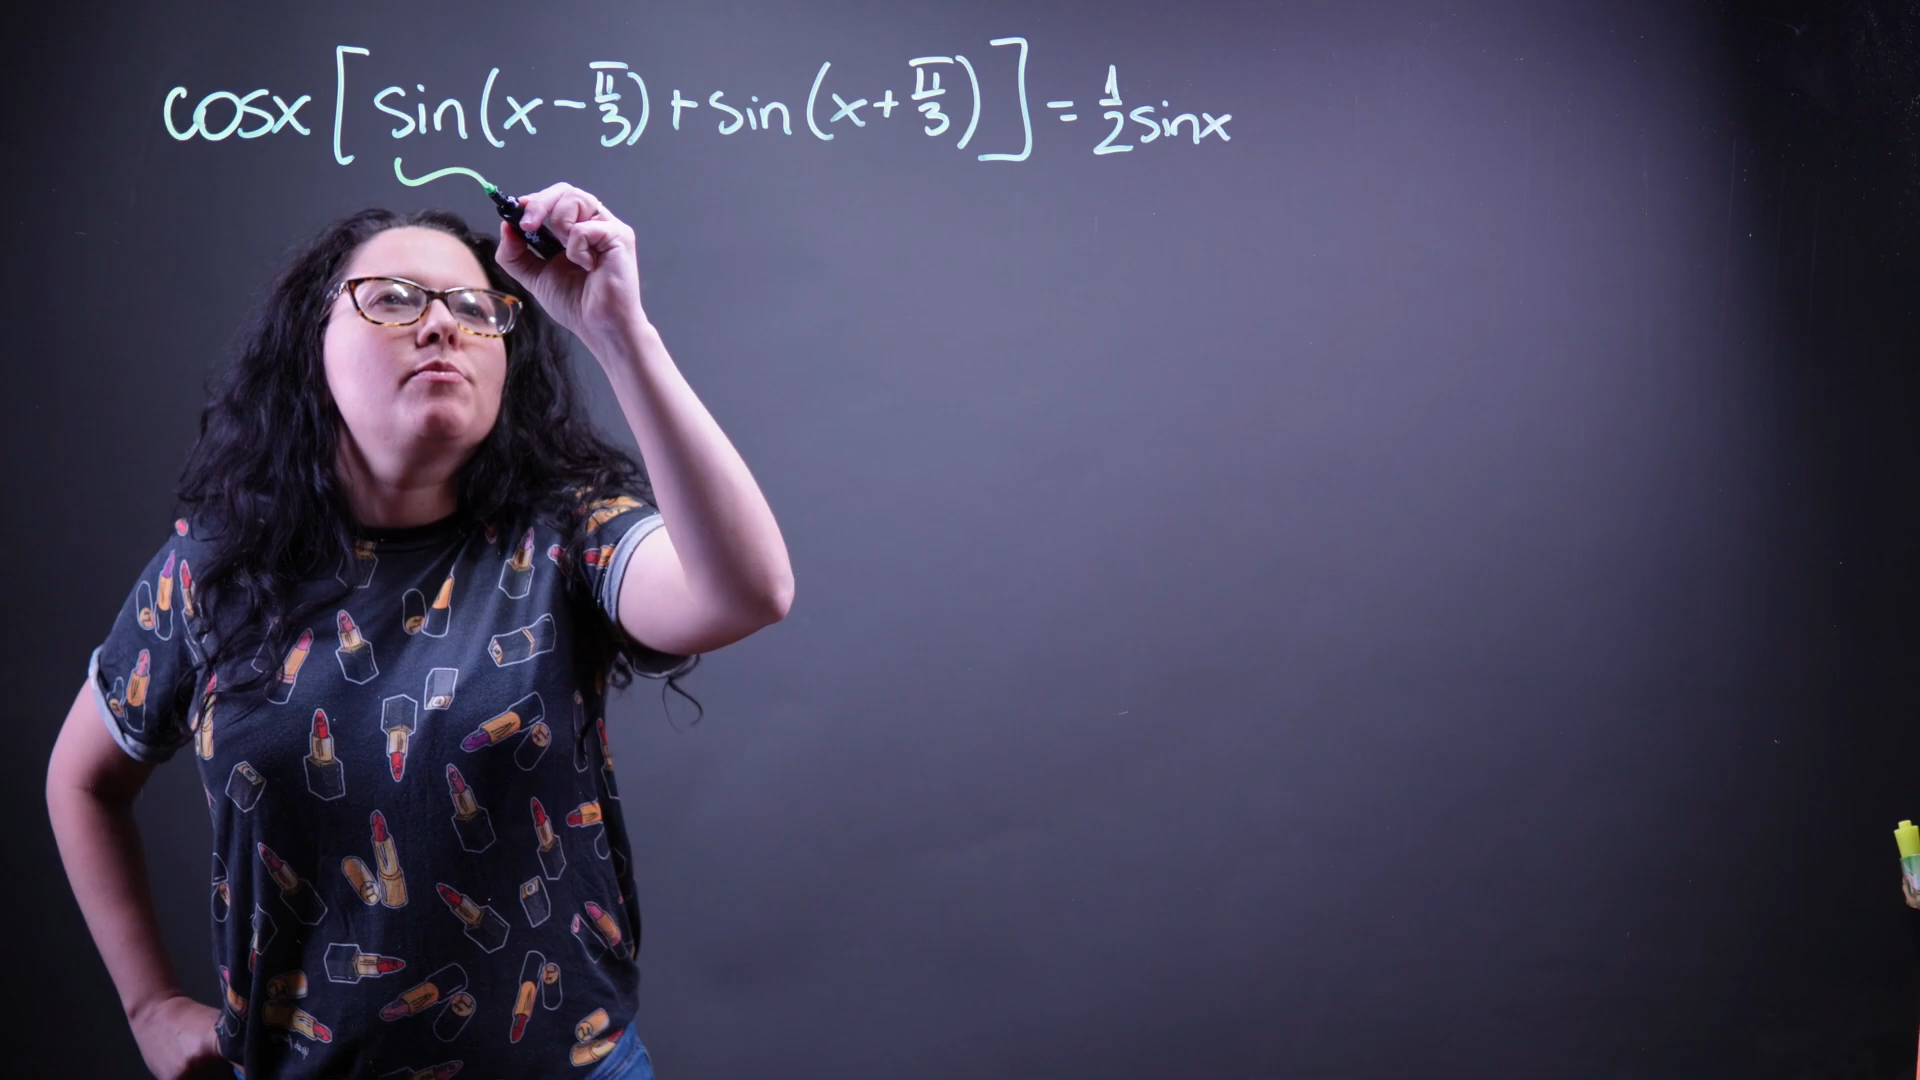 cosx [ sin(x - π/3) + sin(x + π/3) ] = 1/2 sinx